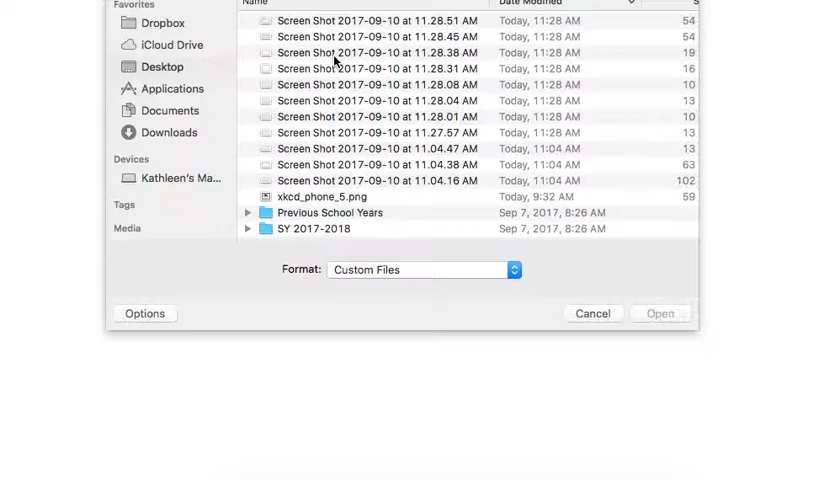 Favorites
Name Date Modified S
Dropbox
iCloud Drive
Desktop
Applications
Documents
Downloads
Devices
Kathleen's Ma...
Tags
Media
Screen Shot 2017-09-10 at 11.28.51 AM Today, 11:28 AM 54
Screen Shot 2017-09-10 at 11.28.45 AM Today, 11:28 AM 54
Screen Shot 2017-09-10 at 11.28.38 AM Today, 11:28 AM 19
Screen Shot 2017-09-10 at 11.28.31 AM Today, 11:28 AM 16
Screen Shot 2017-09-10 at 11.28.08 AM Today, 11:28 AM 10
Screen Shot 2017-09-10 at 11.28.04 AM Today, 11:28 AM 13
Screen Shot 2017-09-10 at 11.28.01 AM Today, 11:28 AM 10
Screen Shot 2017-09-10 at 11.27.57 AM Today, 11:28 AM 13
Screen Shot 2017-09-10 at 11.04.47 AM Today, 11:04 AM 13
Screen Shot 2017-09-10 at 11.04.38 AM Today, 11:04 AM 63
Screen Shot 2017-09-10 at 11.04.16 AM Today, 11:04 AM 102
xkcd_phone_5.png Today, 9:32 AM 59
Previous School Years Sep 7, 2017, 8:26 AM
SY 2017-2018 Sep 7, 2017, 8:26 AM
Format: Custom Files
Options Cancel Open